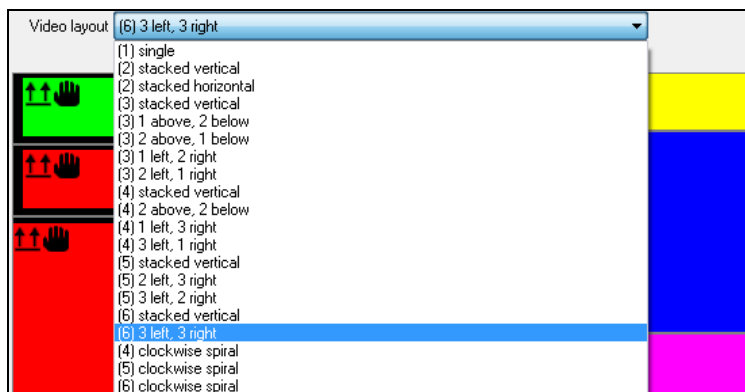 Video layout (6) 3 left, 3 right
(1) single
(2) stacked vertical
(2) stacked horizontal
(3) stacked vertical
(3) 1 above, 2 below
(3) 2 above, 1 below
(3) 1 left, 2 right
(3) 2 left, 1 right
(4) stacked vertical
(4) 2 above, 2 below
(4) 1 left, 3 right
(4) 3 left, 1 right
(5) stacked vertical
(5) 2 left, 3 right
(5) 3 left, 2 right
(6) stacked vertical
(6) 3 left, 3 right
(4) clockwise spiral
(5) clockwise spiral
(6) clockwise spiral